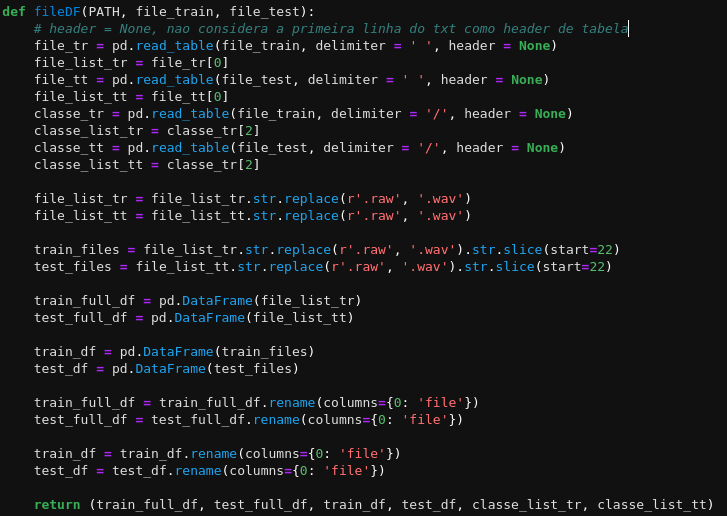 def fileDF(PATH, file_train, file_test):
    # header = None, nao considera a primeira linha do txt como header de tabela
    file_tr = pd.read_table(file_train, delimiter = ' ', header = None)
    file_list_tr = file_tr[0]
    file_tt = pd.read_table(file_test, delimiter = ' ', header = None)
    file_list_tt = file_tt[0]
    classe_tr = pd.read_table(file_train, delimiter = '/', header = None)
    classe_list_tr = classe_tr[2]
    classe_tt = pd.read_table(file_test, delimiter = '/', header = None)
    classe_list_tt = classe_tr[2]

    file_list_tr = file_list_tr.str.replace(r'.raw', '.wav')
    file_list_tt = file_list_tt.str.replace(r'.raw', '.wav')

    train_files = file_list_tr.str.replace(r'.raw', '.wav').str.slice(start=22)
    test_files = file_list_tt.str.replace(r'.raw', '.wav').str.slice(start=22)

    train_full_df = pd.DataFrame(file_list_tr)
    test_full_df = pd.DataFrame(file_list_tt)

    train_df = pd.DataFrame(train_files)
    test_df = pd.DataFrame(test_files)

    train_full_df = train_full_df.rename(columns={0: 'file'})
    test_full_df = test_full_df.rename(columns={0: 'file'})

    train_df = train_df.rename(columns={0: 'file'})
    test_df = test_df.rename(columns={0: 'file'})

    return (train_full_df, test_full_df, train_df, test_df, classe_list_tr, classe_list_tt)